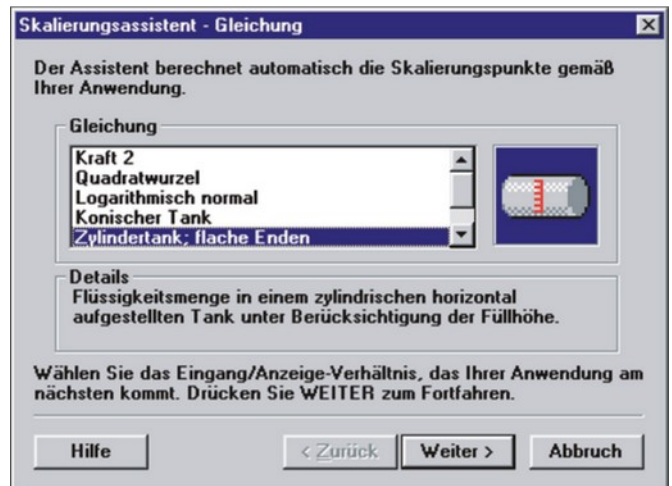 Skalierungsassistent - Gleichung
Der Assistent berechnet automatisch die Skalierungspunkte gemäß
Ihrer Anwendung.
Gleichung
Kraft 2
Quadratwurzel
Logarithmisch normal
Konischer Tank
Zylindertank; flache Enden
Details
Flüssigkeitsmenge in einem zylindrischen horizontal
aufgestellten Tank unter Berücksichtigung der Füllhöhe.
Wählen Sie das Eingang/Anzeige-Verhältnis, das Ihrer Anwendung am
nächsten kommt. Drücken Sie WEITER zum Fortfahren.
Hilfe < Zurück Weiter > Abbruch